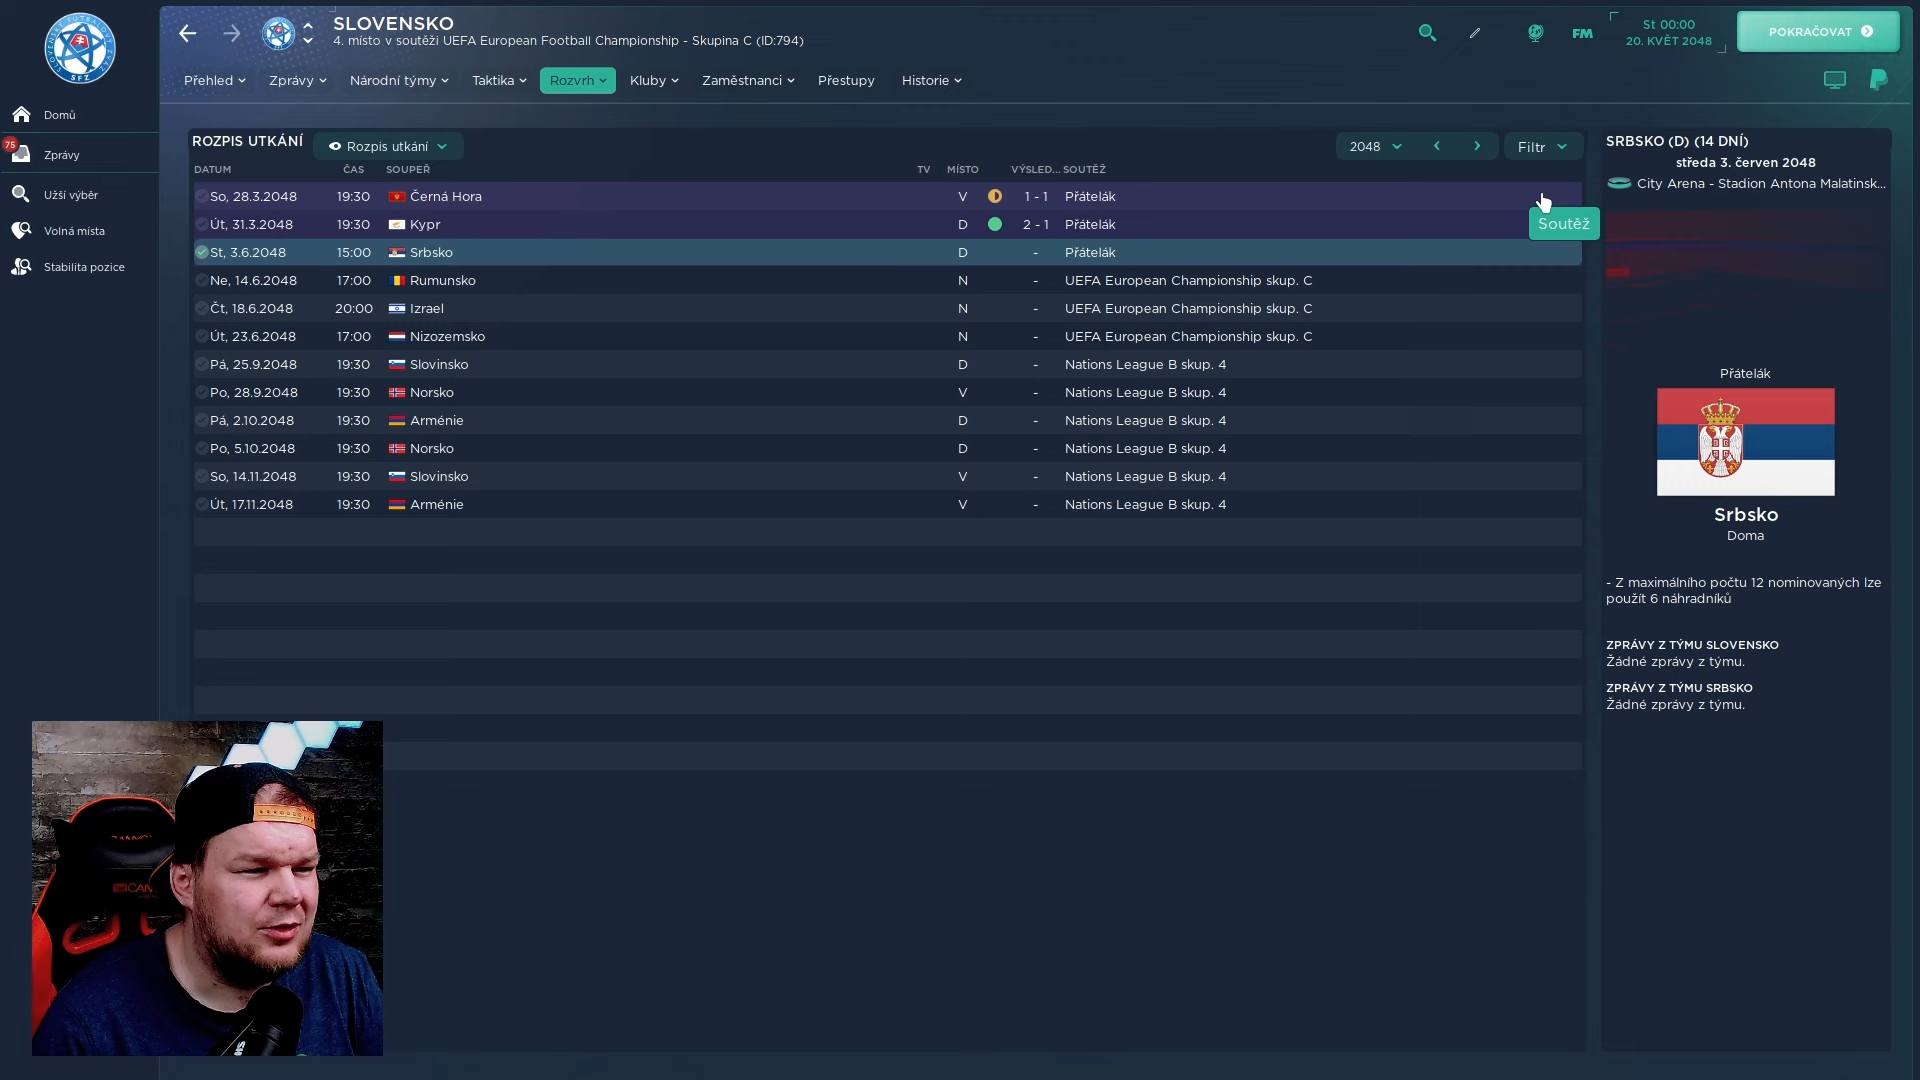 SLOVENSKO
4. místo v soutěži UEFA European Football Championship - Skupina C (ID:794)
FM
St 00:00
20. KVĚT 2048
POKRAČOVAT
Přehled
Zprávy
Národní týmy
Taktika
Rozvrh
Kluby
Zaměstnanci
Přestupy
Historie
SFZ
Domů
75
Zprávy
Užší výběr
Volná místa
Stabilita pozice
ROZPIS UTKÁNÍ
Rozpis utkání
2048
Filtr
DATUM ČAS SOUPEŘ TV MÍSTO VÝSLED... SOUTĚŽ
So, 28.3.2048 19:30 Černá Hora V 1 - 1 Přátelák
Út, 31.3.2048 19:30 Kypr D 2 - 1 Přátelák
St, 3.6.2048 15:00 Srbsko D - Přátelák
Ne, 14.6.2048 17:00 Rumunsko N - UEFA European Championship skup. C
Čt, 18.6.2048 20:00 Izrael N - UEFA European Championship skup. C
Út, 23.6.2048 17:00 Nizozemsko N - UEFA European Championship skup. C
Pá, 25.9.2048 19:30 Slovinsko D - Nations League B skup. 4
Po, 28.9.2048 19:30 Norsko V - Nations League B skup. 4
Pá, 2.10.2048 19:30 Arménie D - Nations League B skup. 4
Po, 5.10.2048 19:30 Norsko D - Nations League B skup. 4
So, 14.11.2048 19:30 Slovinsko V - Nations League B skup. 4
Út, 17.11.2048 19:30 Arménie V - Nations League B skup. 4
Soutěž
SRBSKO (D) (14 DNÍ)
středa 3. červen 2048
City Arena - Stadion Antona Malatinsk...
Přátelák
Srbsko
Doma
- Z maximálního počtu 12 nominovaných lze
použít 6 náhradníků
ZPRÁVY Z TÝMU SLOVENSKO
Žádné zprávy z týmu.
ZPRÁVY Z TÝMU SRBSKO
Žádné zprávy z týmu.